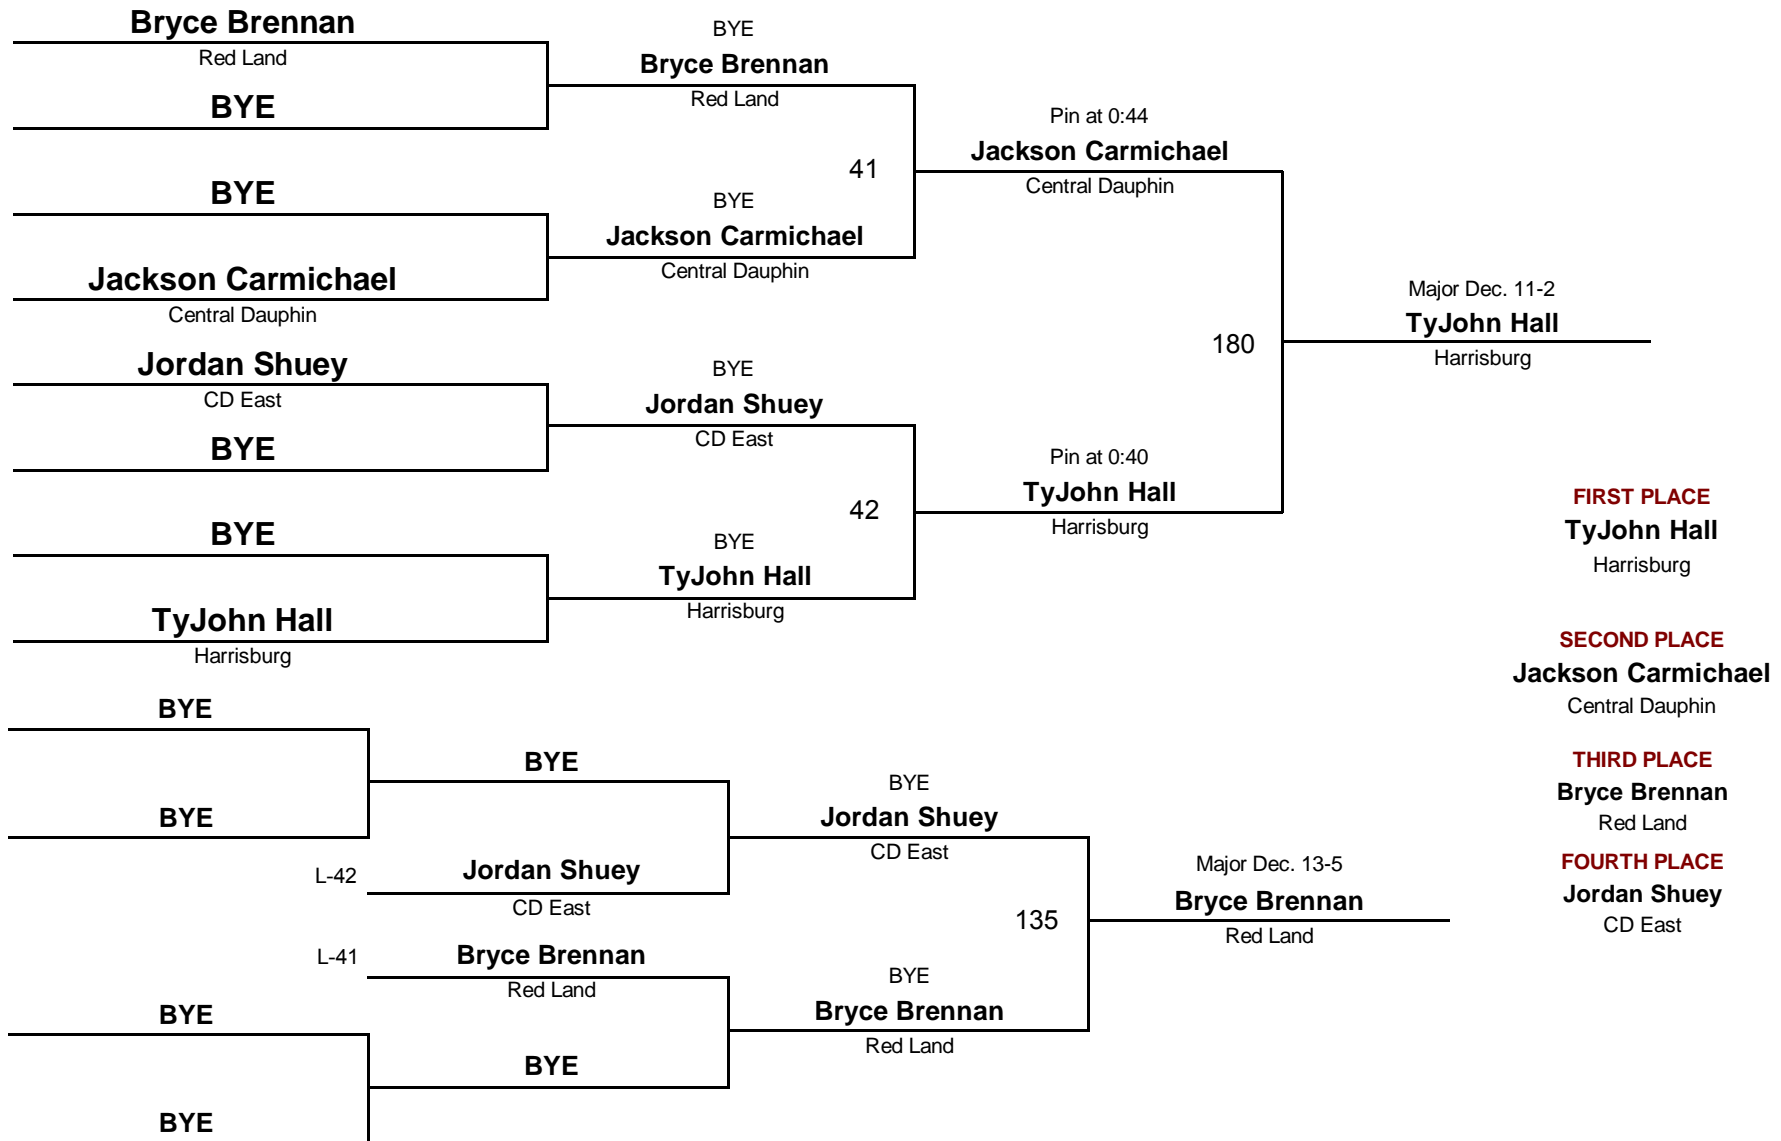 Bryce Brennan
Red Land
BYE
BYE
Jackson Carmichael
Central Dauphin
Jordan Shuey
CD East
BYE
BYE
TyJohn Hall
Harrisburg
BYE
Bryce Brennan
Red Land
41
BYE
Jackson Carmichael
Central Dauphin
BYE
Jordan Shuey
CD East
42
BYE
TyJohn Hall
Harrisburg
Pin at 0:44
Jackson Carmichael
Central Dauphin
180
Pin at 0:40
TyJohn Hall
Harrisburg
Major Dec. 11-2
TyJohn Hall
Harrisburg
FIRST PLACE
TyJohn Hall
Harrisburg
SECOND PLACE
Jackson Carmichael
Central Dauphin
THIRD PLACE
Bryce Brennan
Red Land
FOURTH PLACE
Jordan Shuey
CD East
BYE
BYE
BYE
L-42
Jordan Shuey
CD East
L-41
Bryce Brennan
Red Land
BYE
BYE
BYE
BYE
Jordan Shuey
CD East
135
BYE
Bryce Brennan
Red Land
Major Dec. 13-5
Bryce Brennan
Red Land